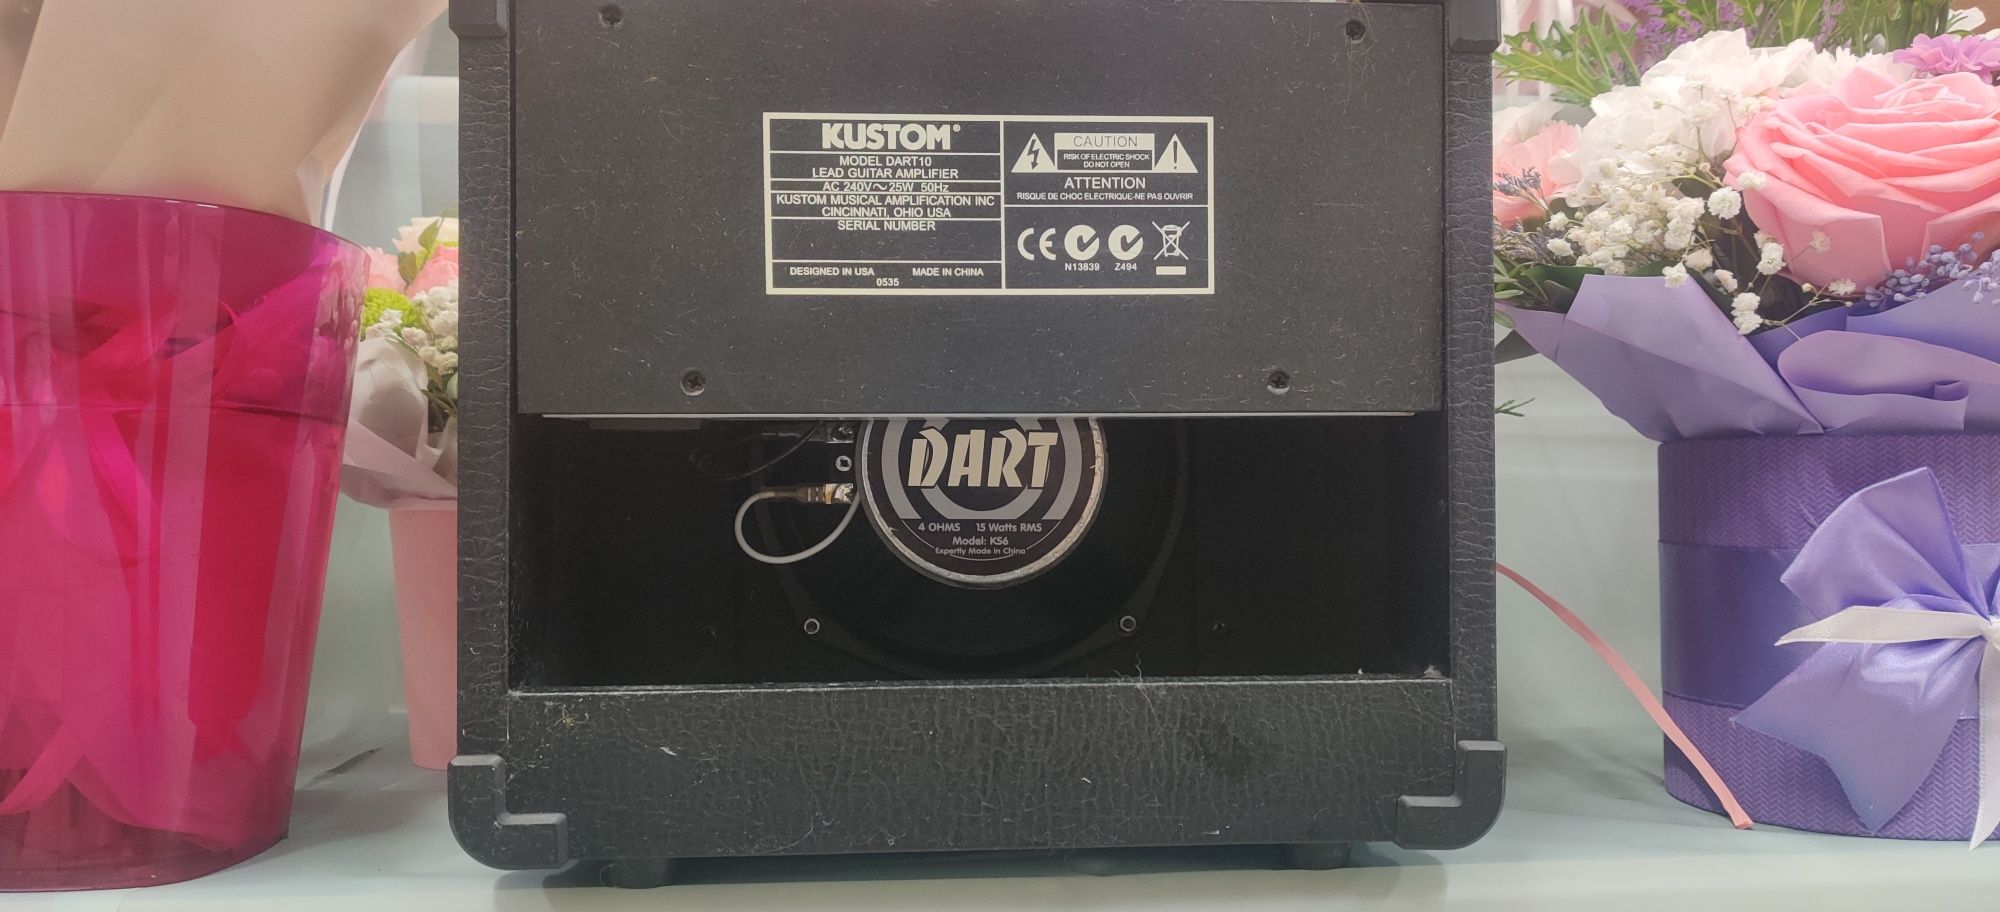 KUSTOM®
MODEL DART10
LEAD GUITAR AMPLIFIER
AC 240V~25W 50Hz
KUSTOM MUSICAL AMPLIFICATION INC
CINCINNATI, OHIO USA
SERIAL NUMBER
DESIGNED IN USA MADE IN CHINA
0535
CAUTION
RISK OF ELECTRIC SHOCK
DO NOT OPEN
ATTENTION
RISQUE DE CHOC ELECTRIQUE-NE PAS OUVRIR
CE
N13839 Z494
DART
4 OHMS 15 Watts RMS
Model: KS6
Expertly Made in China